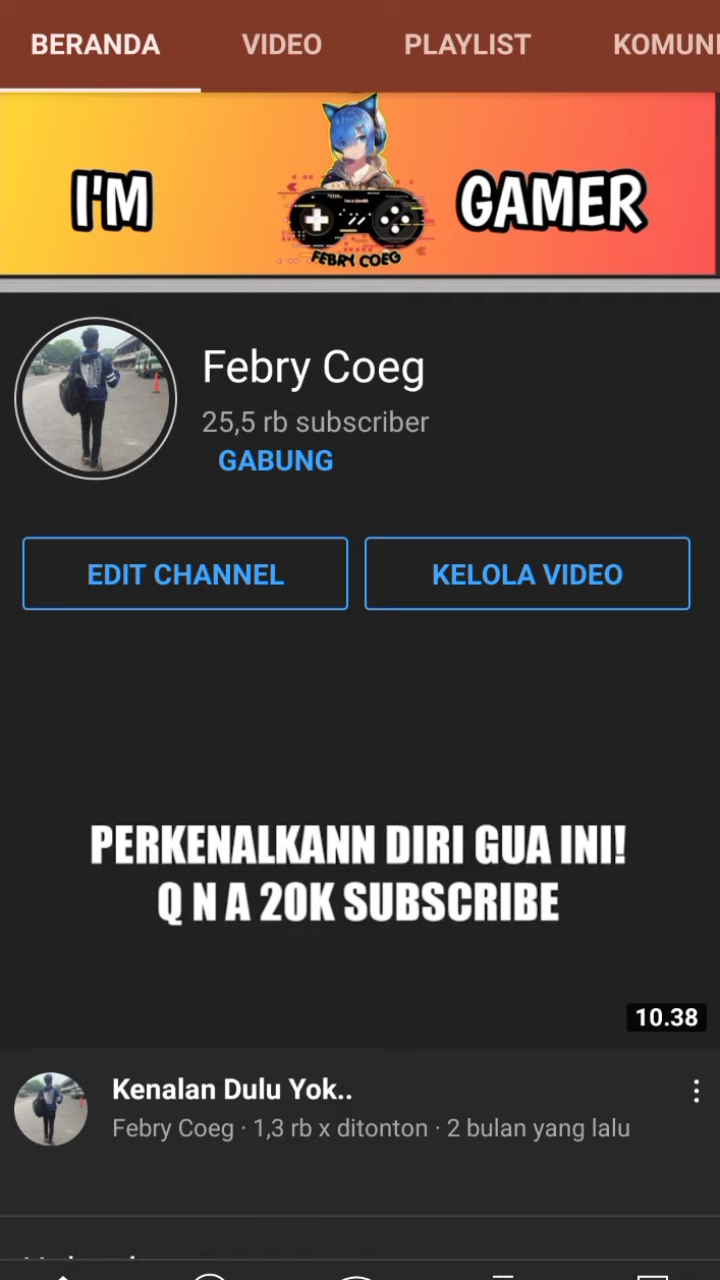 BERANDA VIDEO PLAYLIST KOMUNI
I'M GAMER
FEBRY COEG
Febry Coeg
25,5 rb subscriber
GABUNG
EDIT CHANNEL KELOLA VIDEO
PERKENALKANN DIRI GUA INI!
Q N A 20K SUBSCRIBE
10.38
Kenalan Dulu Yok..
Febry Coeg · 1,3 rb x ditonton · 2 bulan yang lalu